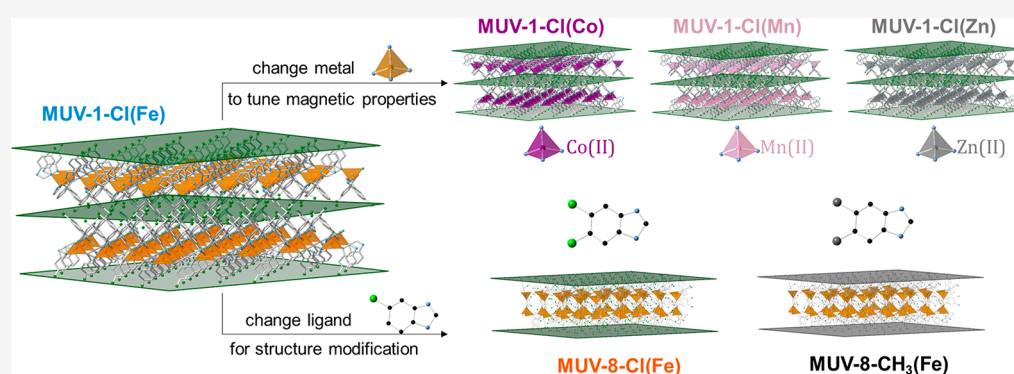 MUV-1-Cl(Co) MUV-1-Cl(Mn) MUV-1-Cl(Zn)
change metal
to tune magnetic properties
MUV-1-Cl(Fe)
Co(II) Mn(II) Zn(II)
change ligand
for structure modification
MUV-8-Cl(Fe) MUV-8-CH₃(Fe)